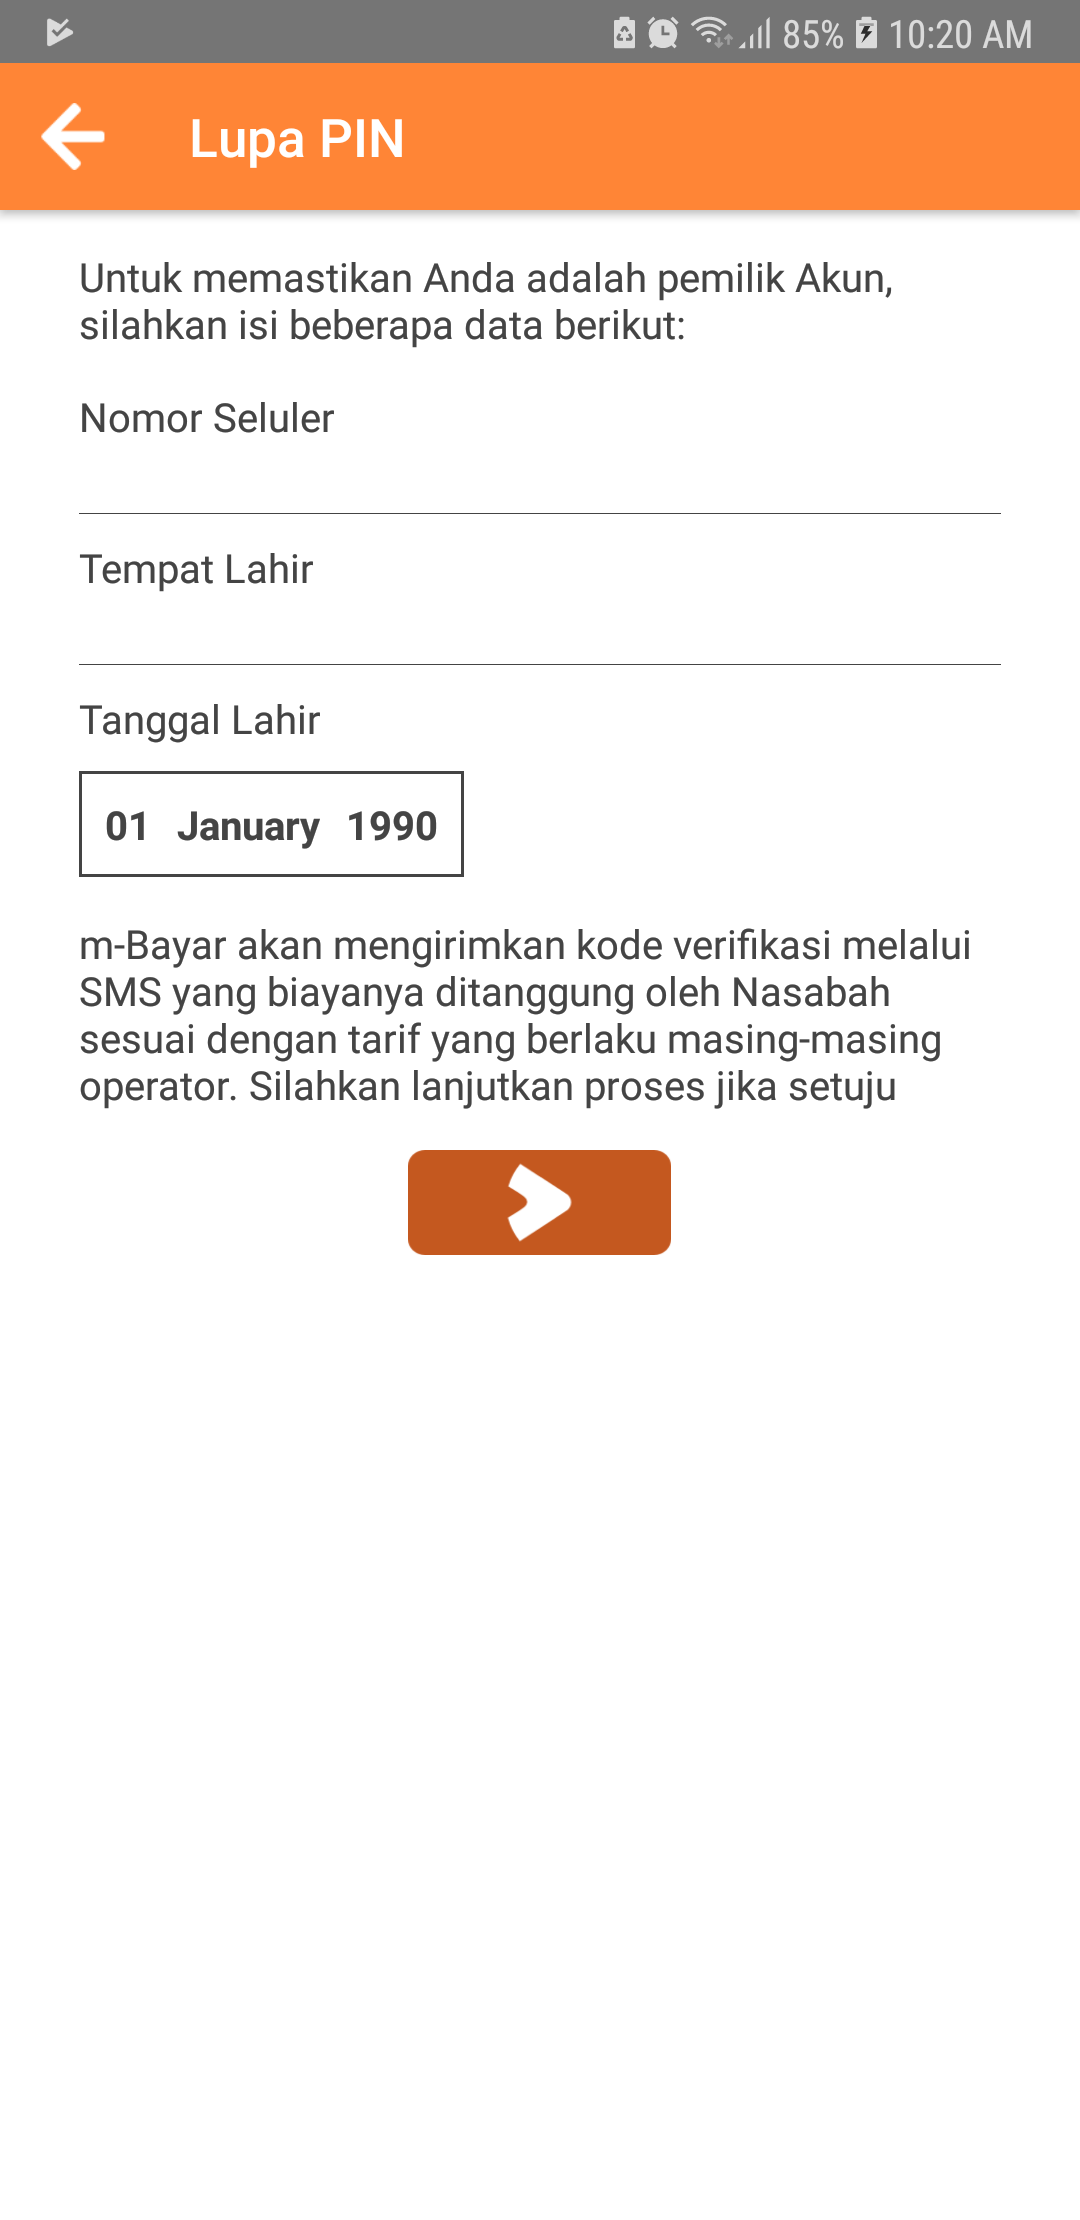 85% 10:20 AM
Lupa PIN
Untuk memastikan Anda adalah pemilik Akun,
silahkan isi beberapa data berikut:
Nomor Seluler
Tempat Lahir
Tanggal Lahir
01 January 1990
m-Bayar akan mengirimkan kode verifikasi melalui
SMS yang biayanya ditanggung oleh Nasabah
sesuai dengan tarif yang berlaku masing-masing
operator. Silahkan lanjutkan proses jika setuju